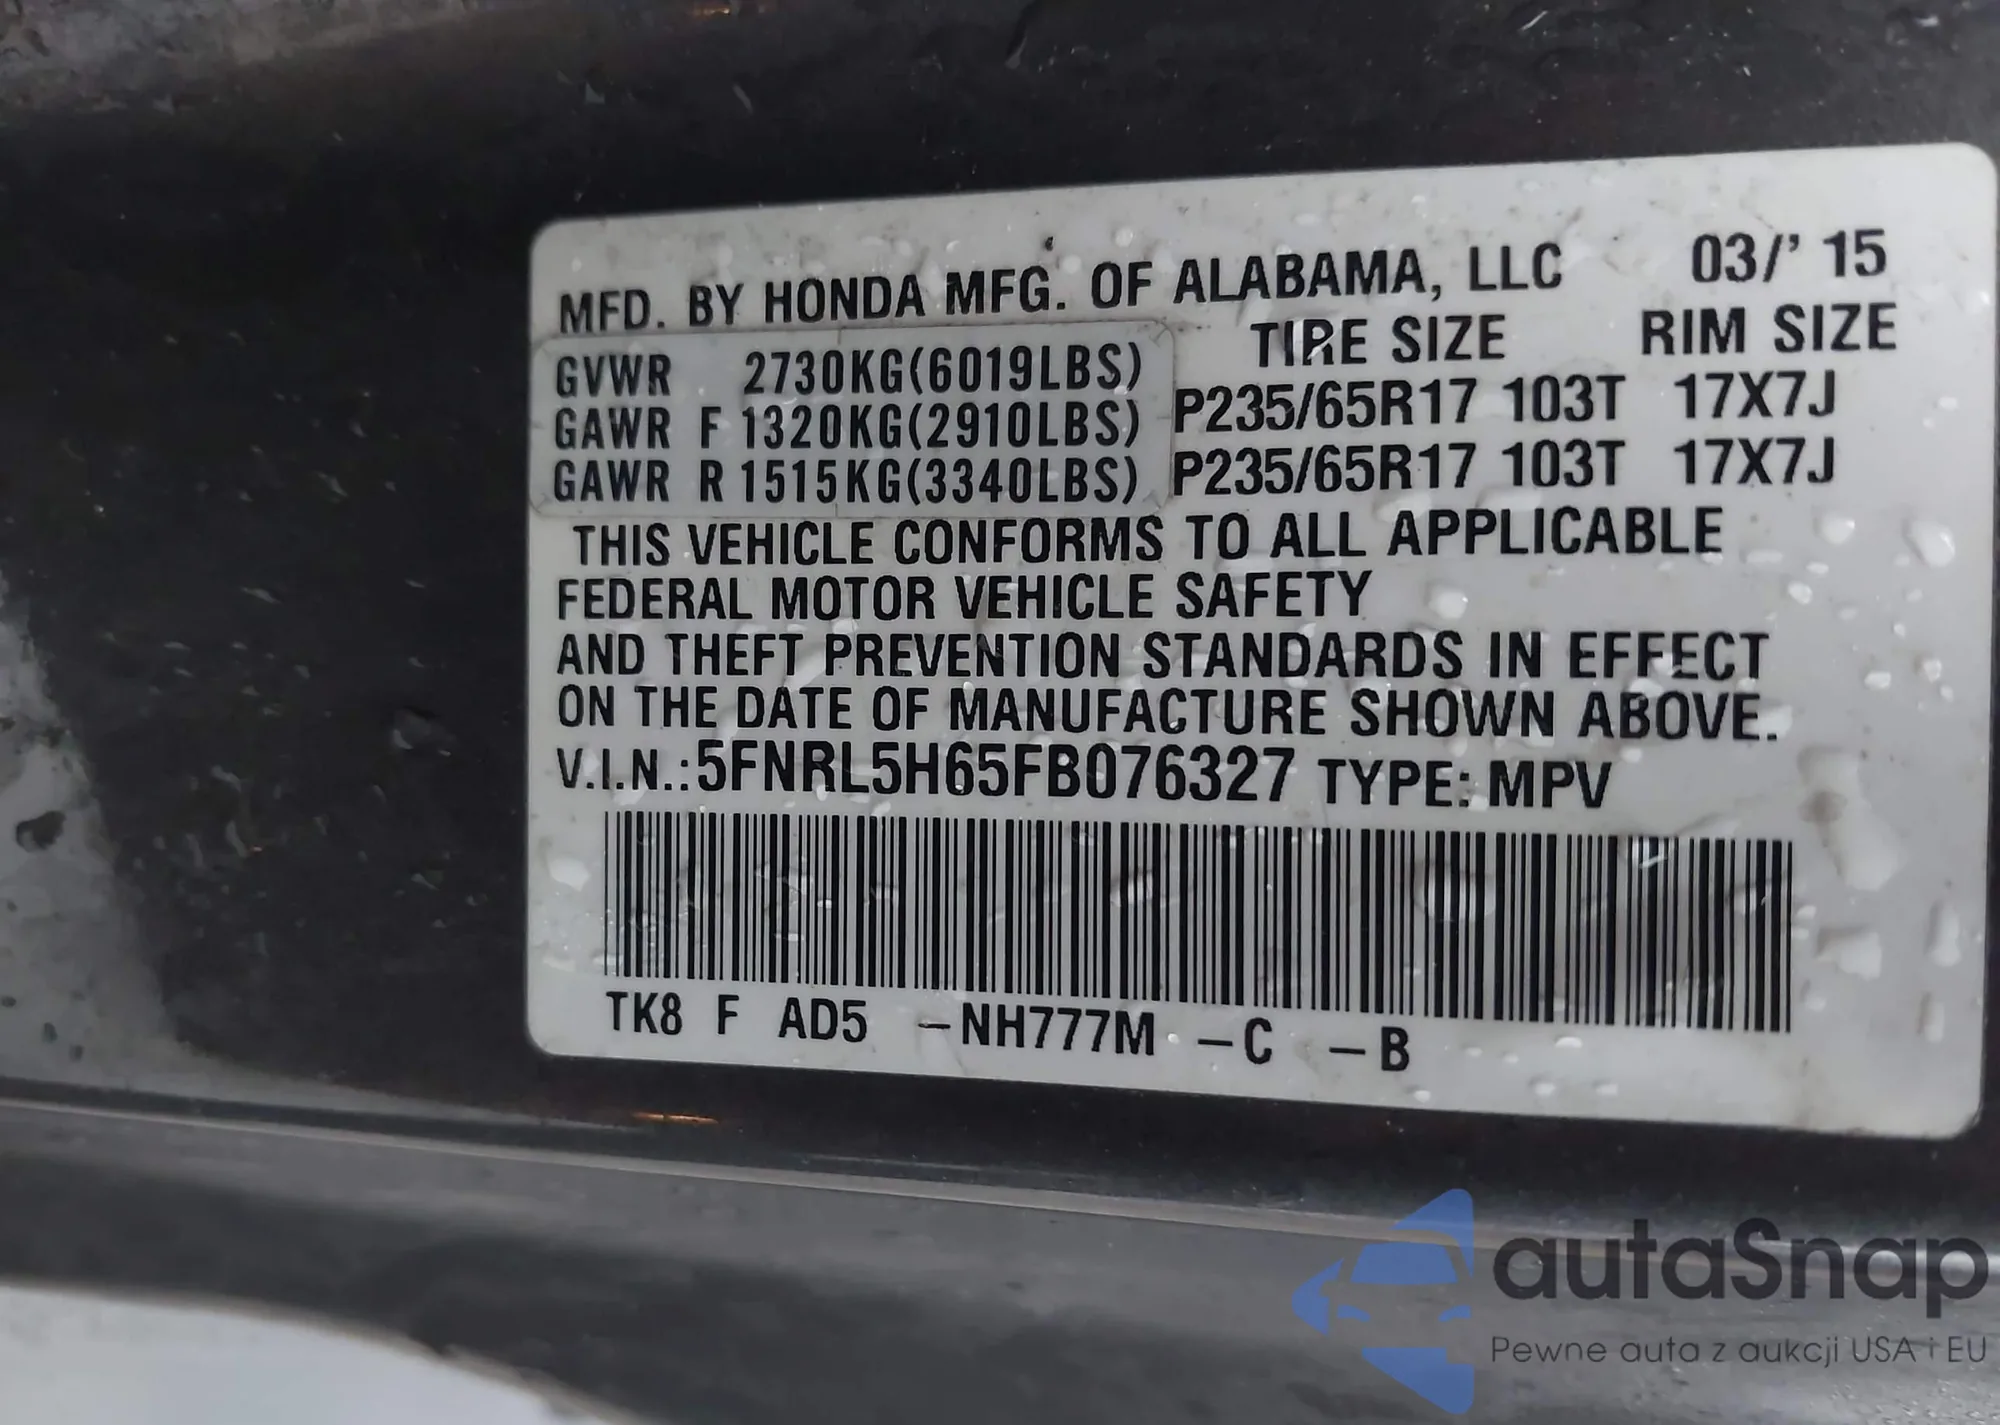 MFD. BY HONDA MFG. OF ALABAMA, LLC 03/' 15
TIRE SIZE RIM SIZE
GVWR 2730KG(6019LBS)
GAWR F 1320KG(2910LBS) P235/65R17 103T 17X7J
GAWR R 1515KG(3340LBS) P235/65R17 103T 17X7J
THIS VEHICLE CONFORMS TO ALL APPLICABLE
FEDERAL MOTOR VEHICLE SAFETY
AND THEFT PREVENTION STANDARDS IN EFFECT
ON THE DATE OF MANUFACTURE SHOWN ABOVE.
V.I.N.:5FNRL5H65FB076327 TYPE: MPV
TK8 F AD5 -NH777M -C -B
autaSnap
Pewne auta z aukcji USA i EU